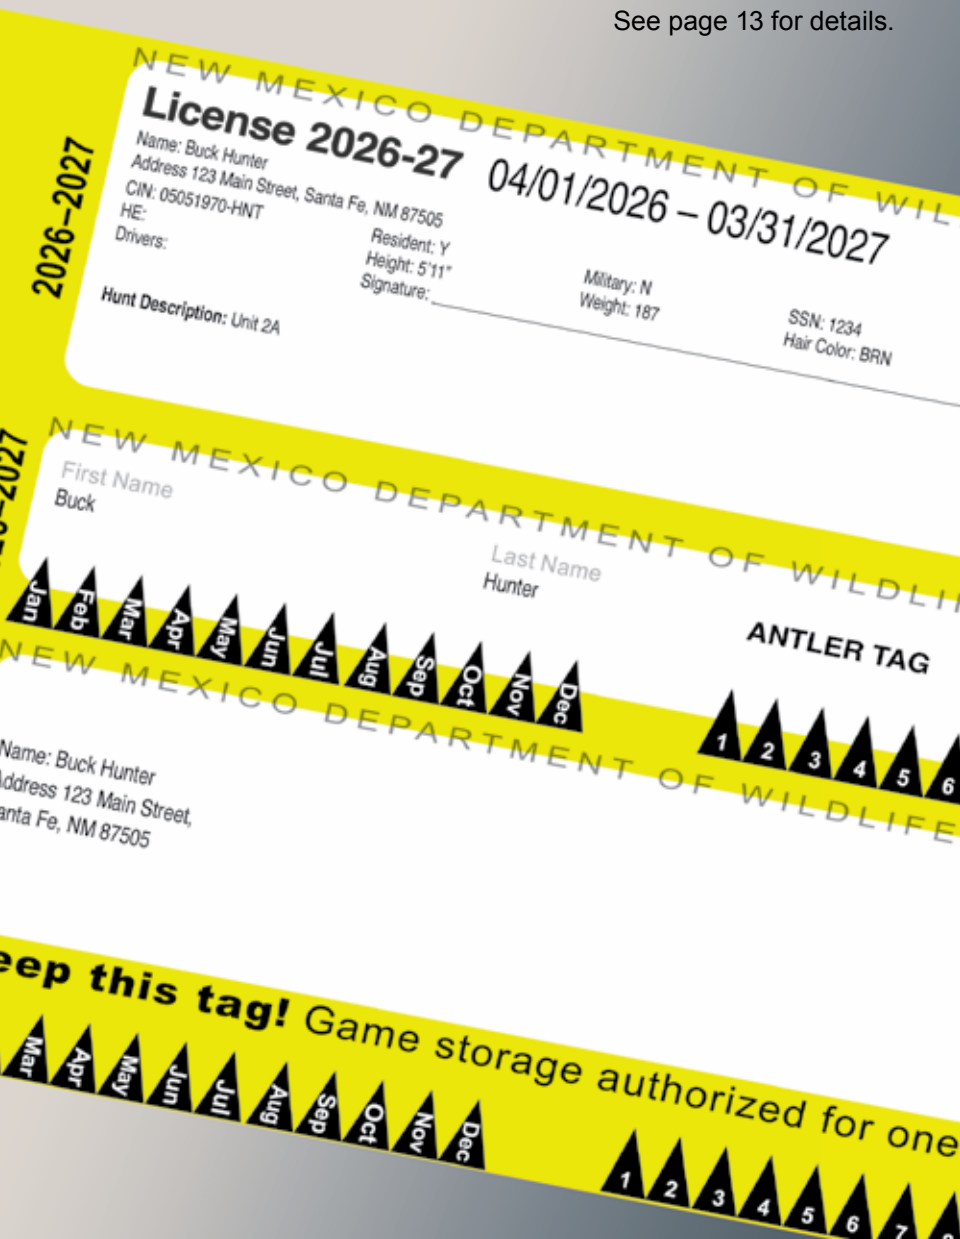 See page 13 for details.
NEW MEXICO DEPARTMENT OF
2026–2027
License 2026-27 04/01/2026 – 03/31/2027
Name: Buck Hunter
Address 123 Main Street, Santa Fe, NM 87505
CIN: 05051970-HNT
HE:
Drivers:
Resident: Y
Height: 5'11"
Signature:
Military: N
Weight: 187
SSN: 1234
Hair Color: BRN
Hunt Description: Unit 2A
NEW MEXICO DEPARTMENT OF
First Name
Buck
Last Name
Hunter
ANTLER TAG
Jan Feb Mar Apr May Jun Jul Aug Sep Oct Nov Dec
1 2 3 4 5 6
NEW MEXICO DEPARTMENT OF WILDLIFE
Name: Buck Hunter
Address 123 Main Street,
Santa Fe, NM 87505
this tag! Game storage authorized for one
Mar Apr May Jun Jul Aug Sep Oct Nov Dec
1 2 3 4 5 6 7